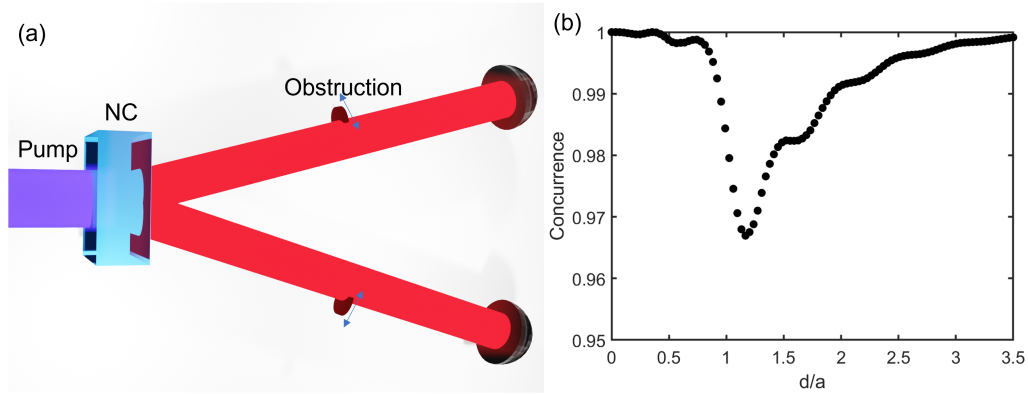 (a)
Obstruction
NC
Pump
(b)
1
0.99
0.98
0.97
0.96
0.95
Concurrence
0
0.5
1
1.5
2
2.5
3
3.5
d/a